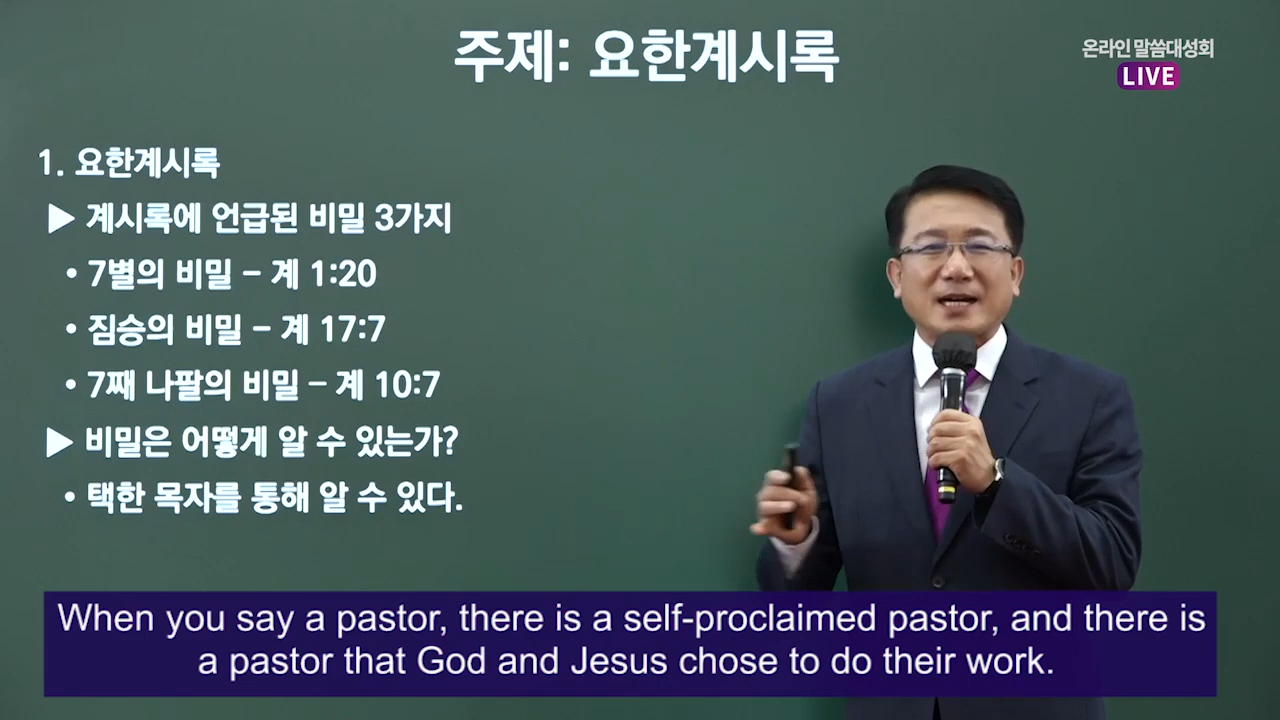 주제: 요한계시록
온라인 말씀대성회
LIVE
1. 요한계시록
▶ 계시록에 언급된 비밀 3가지
• 7별의 비밀 – 계 1:20
• 짐승의 비밀 – 계 17:7
• 7째 나팔의 비밀 – 계 10:7
▶ 비밀은 어떻게 알 수 있는가?
• 택한 목자를 통해 알 수 있다.
When you say a pastor, there is a self-proclaimed pastor, and there is
a pastor that God and Jesus chose to do their work.